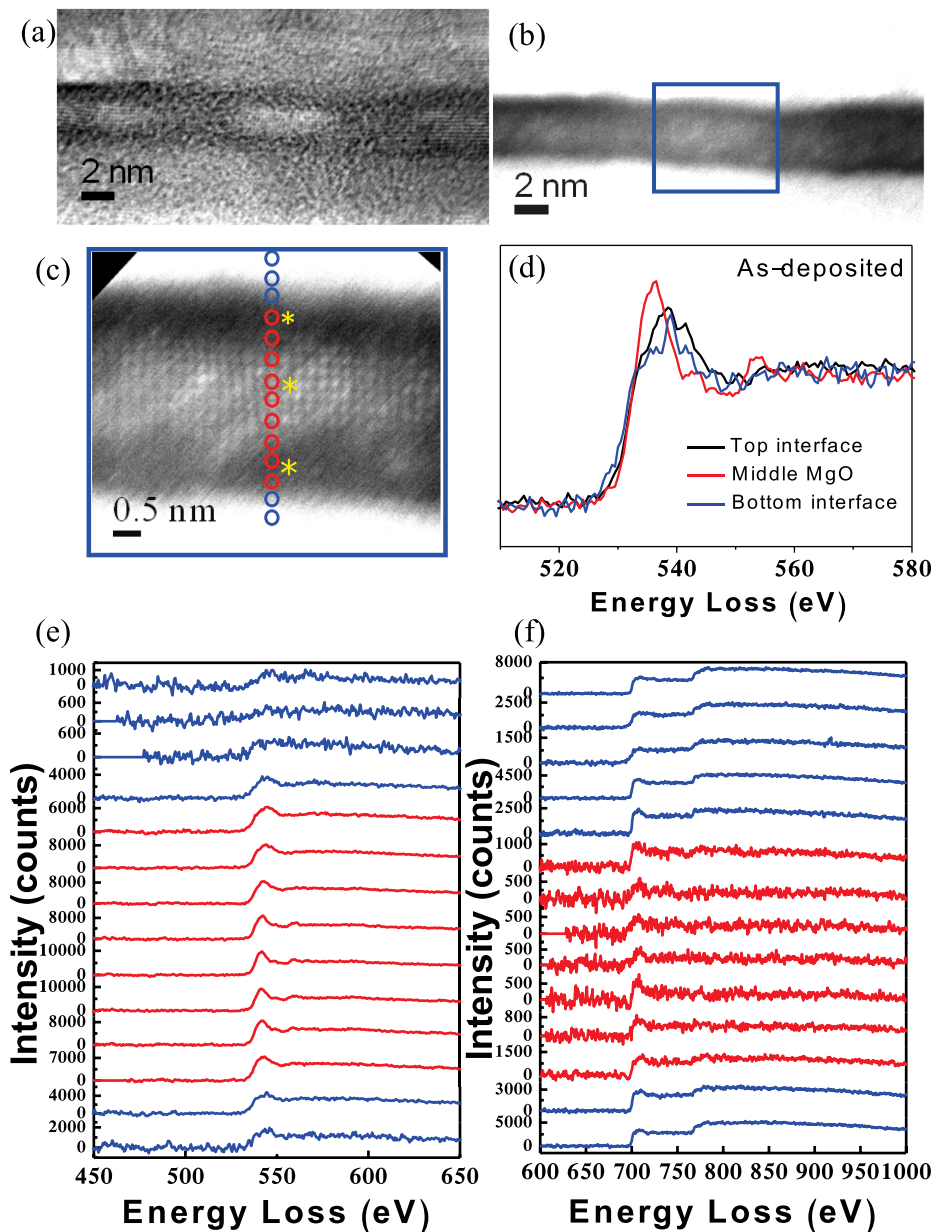 (a)
2 nm
(b)
2 nm
(c)
0.5 nm
(d)
As-deposited
Top interface
Middle MgO
Bottom interface
520 540 560 580
Energy Loss (eV)
(e)
Intensity (counts)
1000
0
600
0
600
0
4000
0
6000
0
8000
0
8000
0
8000
0
10000
0
10000
0
8000
0
7000
0
4000
0
2000
0
450 500 550 600 650
Energy Loss (eV)
(f)
Intensity (counts)
8000
0
2500
0
1500
0
4500
0
2500
0
1000
0
500
0
500
0
500
0
500
0
800
0
1500
0
3000
0
5000
0
600 650 700 750 800 850 900 950 1000
Energy Loss (eV)